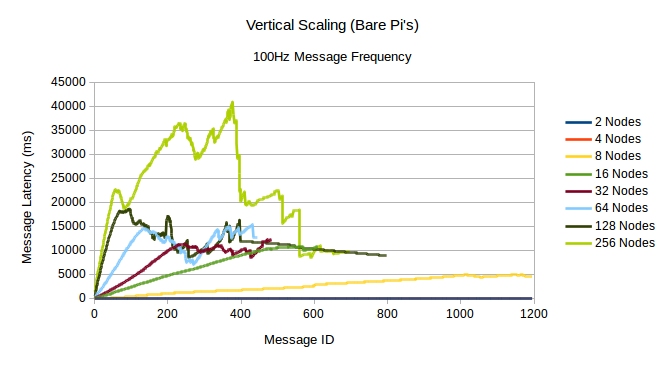 Vertical Scaling (Bare Pi's)
100Hz Message Frequency
Message Latency (ms)
45000
40000
35000
30000
25000
20000
15000
10000
5000
0
0 200 400 600 800 1000 1200
Message ID
2 Nodes
4 Nodes
8 Nodes
16 Nodes
32 Nodes
64 Nodes
128 Nodes
256 Nodes